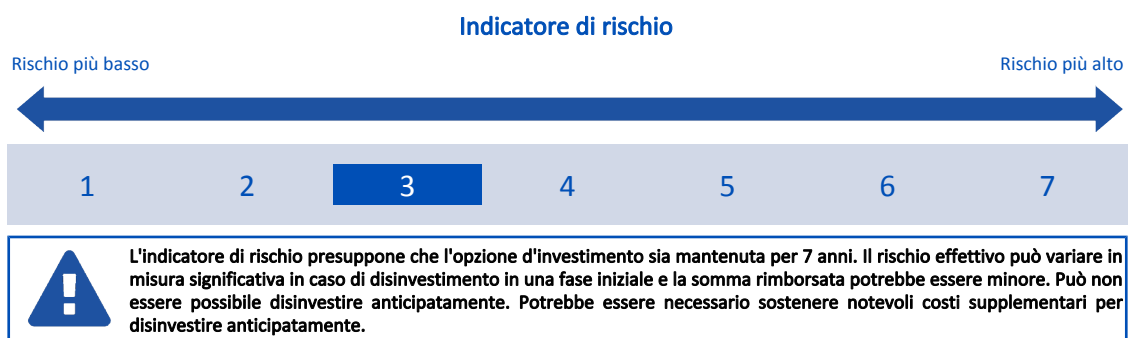 Indicatore di rischio
Rischio più basso
Rischio più alto
1 2 3 4 5 6 7
L'indicatore di rischio presuppone che l'opzione d'investimento sia mantenuta per 7 anni. Il rischio effettivo può variare in
misura significativa in caso di disinvestimento in una fase iniziale e la somma rimborsata potrebbe essere minore. Può non
essere possibile disinvestire anticipatamente. Potrebbe essere necessario sostenere notevoli costi supplementari per
disinvestire anticipatamente.